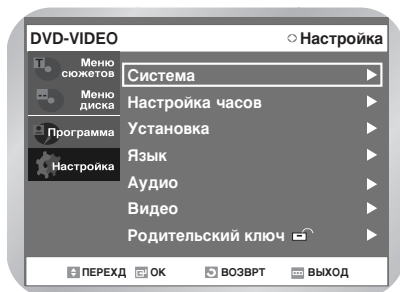 DVD-VIDEO
Настройка
Меню сюжетов
Меню диска
Программа
Настройка
Система
Настройка часов
Установка
Язык
Аудио
Видео
Родительский ключ
ПЕРЕХД OK ВОЗВРТ ВЫХОД